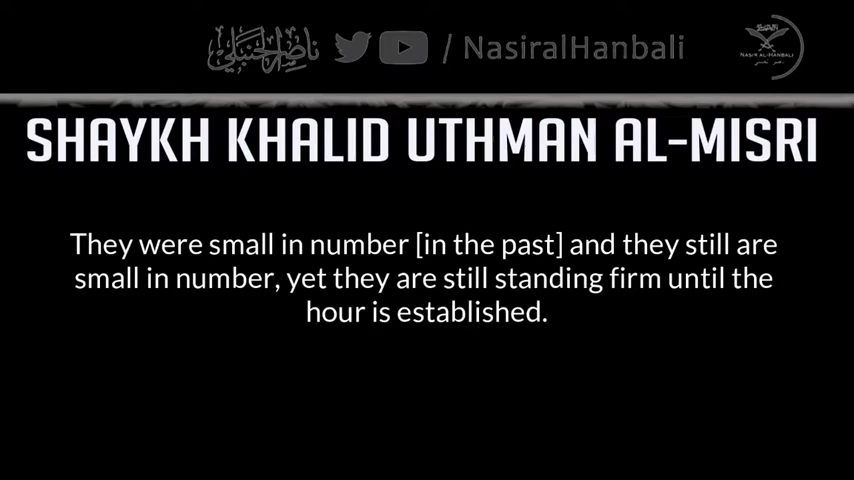 ناصر الحنبلي / NasiralHanbali
NASIR AL-HANBALI
SHAYKH KHALID UTHMAN AL-MISRI
They were small in number [in the past] and they still are
small in number, yet they are still standing firm until the
hour is established.